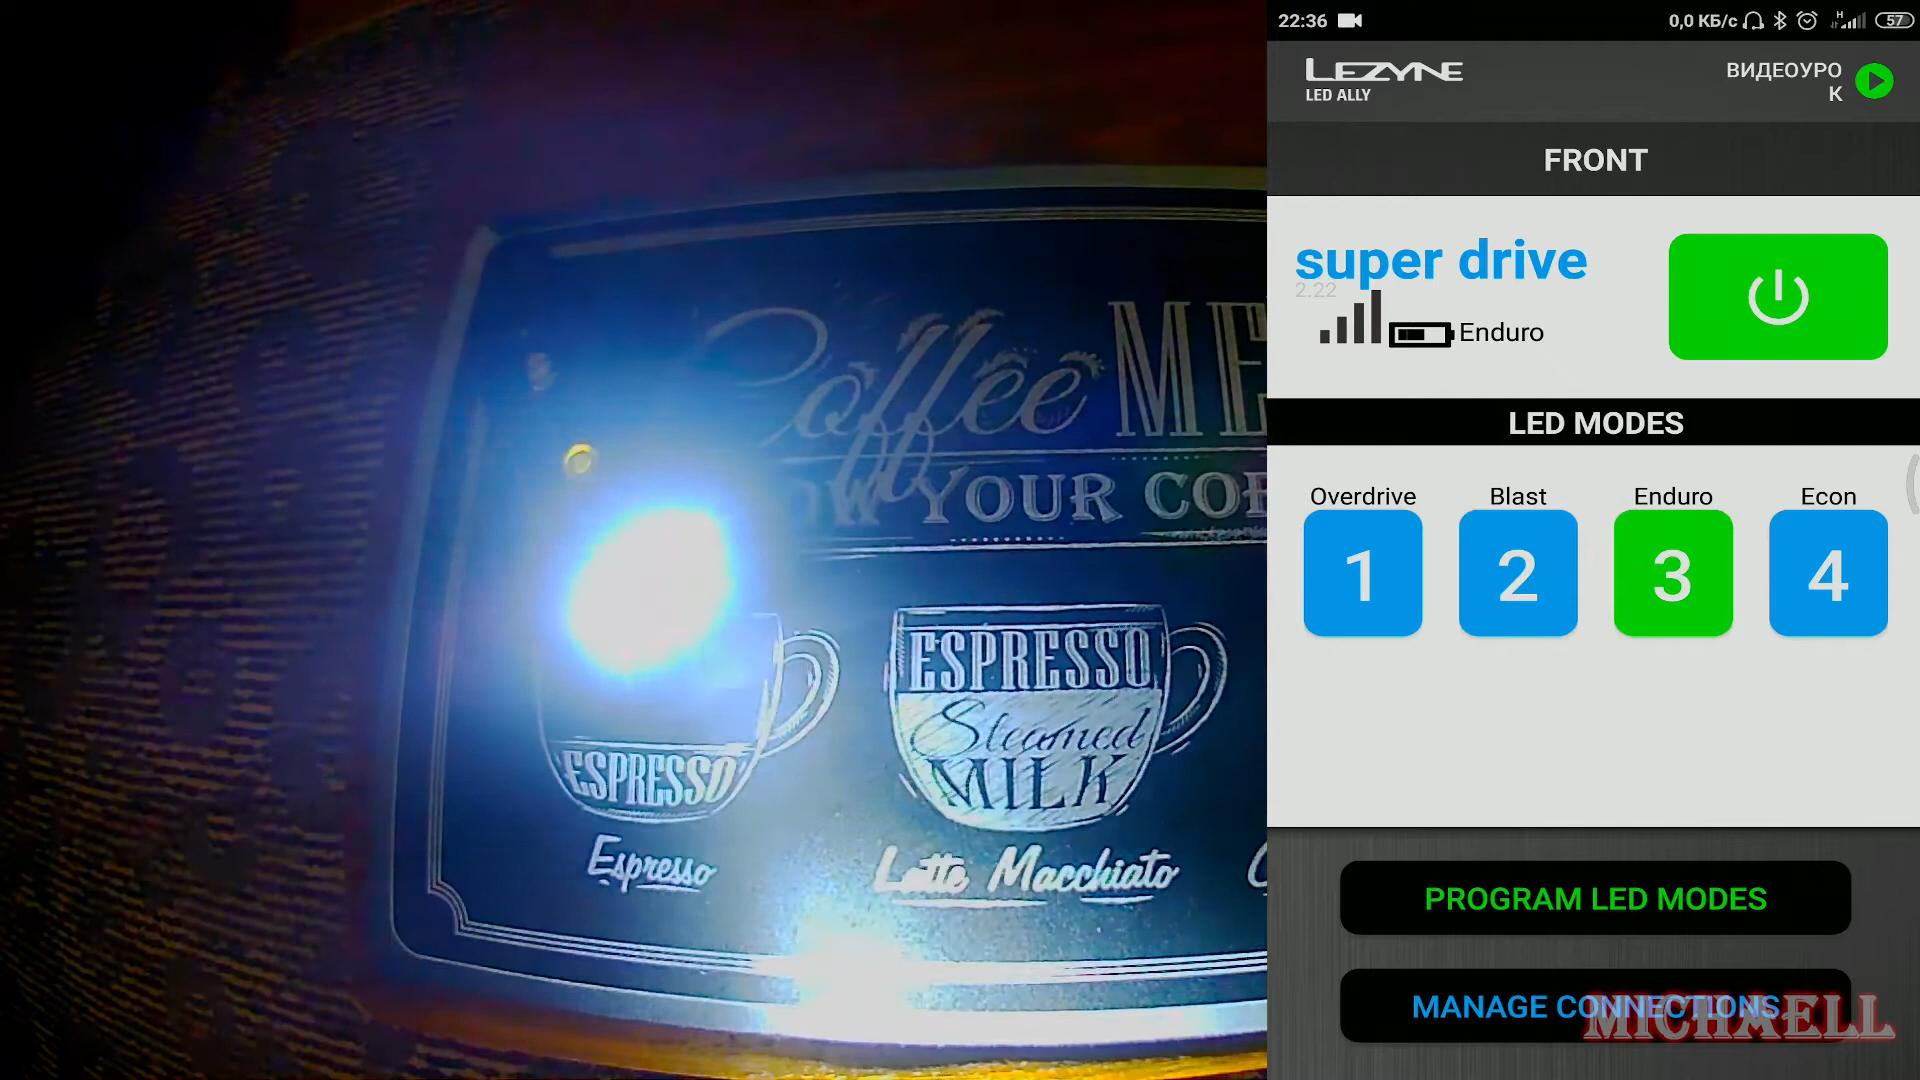 Coffee ME
YOUR COF
ESPRESSO
Espresso
ESPRESSO
Steamed
MILK
Latte Macchiato
22:36
0,0 КБ/с
57
LEZYNE
LED ALLY
ВИДЕОУРО
К
FRONT
super drive
2.22
Enduro
LED MODES
Overdrive Blast Enduro Econ
1 2 3 4
PROGRAM LED MODES
MANAGE CONNECTIONS
MICHAELL